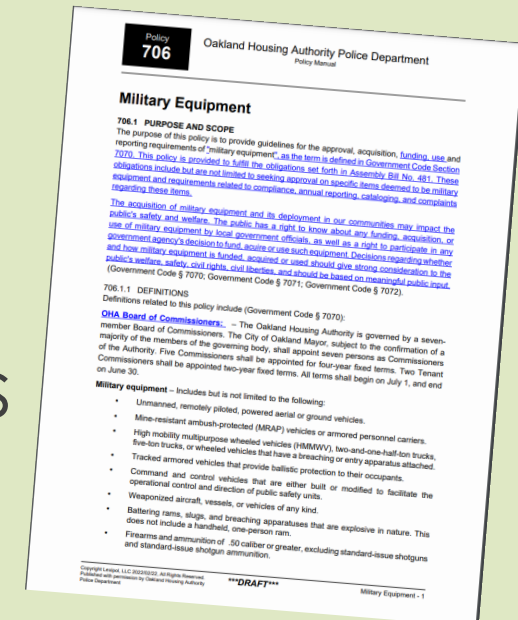 Policy
706
Oakland Housing Authority Police Department
Policy Manual
Military Equipment
706.1 PURPOSE AND SCOPE
The purpose of this policy is to provide guidelines for the approval, acquisition, funding, use and
reporting requirements of "military equipment", as the term is defined in Government Code Section
7070. This policy is provided to fulfill the obligations set forth in Assembly Bill No. 481. These
obligations include but are not limited to seeking approval on specific items deemed to be military
equipment and requirements related to compliance, annual reporting, cataloging, and complaints
regarding these items.
The acquisition of military equipment and its deployment in our communities may impact the
public's safety and welfare. The public has a right to know about any funding, acquisition, or
use of military equipment by local government officials, as well as a right to participate in any
government agency's decision to fund, acuire or use such equipment. Decisions regarding whether
and how military equipment is funded, acquired or used should give strong consideration to the
public's welfare, safety, civil rights, civil liberties, and should be based on meaningful public input.
(Government Code § 7070; Government Code § 7071; Government Code § 7072).
706.1.1 DEFINITIONS
Definitions related to this policy include (Government Code § 7070):
OHA Board of Commissioners: – The Oakland Housing Authority is governed by a seven-
member Board of Commissioners. The City of Oakland Mayor, subject to the confirmation of a
majority of the members of the governing body, shall appoint seven persons as Commissioners
of the Authority. Five Commissioners shall be appointed for four-year fixed terms. Two Tenant
Commissioners shall be appointed two-year fixed terms. All terms shall begin on July 1, and end
on June 30.
Military equipment – Includes but is not limited to the following:
• Unmanned, remotely piloted, powered aerial or ground vehicles.
• Mine-resistant ambush-protected (MRAP) vehicles or armored personnel carriers.
• High mobility multipurpose wheeled vehicles (HMMWV), two-and-one-half-ton trucks,
five-ton trucks, or wheeled vehicles that have a breaching or entry apparatus attached.
• Tracked armored vehicles that provide ballistic protection to their occupants.
• Command and control vehicles that are either built or modified to facilitate the
operational control and direction of public safety units.
• Weaponized aircraft, vessels, or vehicles of any kind.
• Battering rams, slugs, and breaching apparatuses that are explosive in nature. This
does not include a handheld, one-person ram.
• Firearms and ammunition of .50 caliber or greater, excluding standard-issue shotguns
and standard-issue shotgun ammunition.
Copyright Lexipol, LLC 2022/02/22, All Rights Reserved.
Published with permission by Oakland Housing Authority
Police Department
***DRAFT***
Military Equipment - 1
s